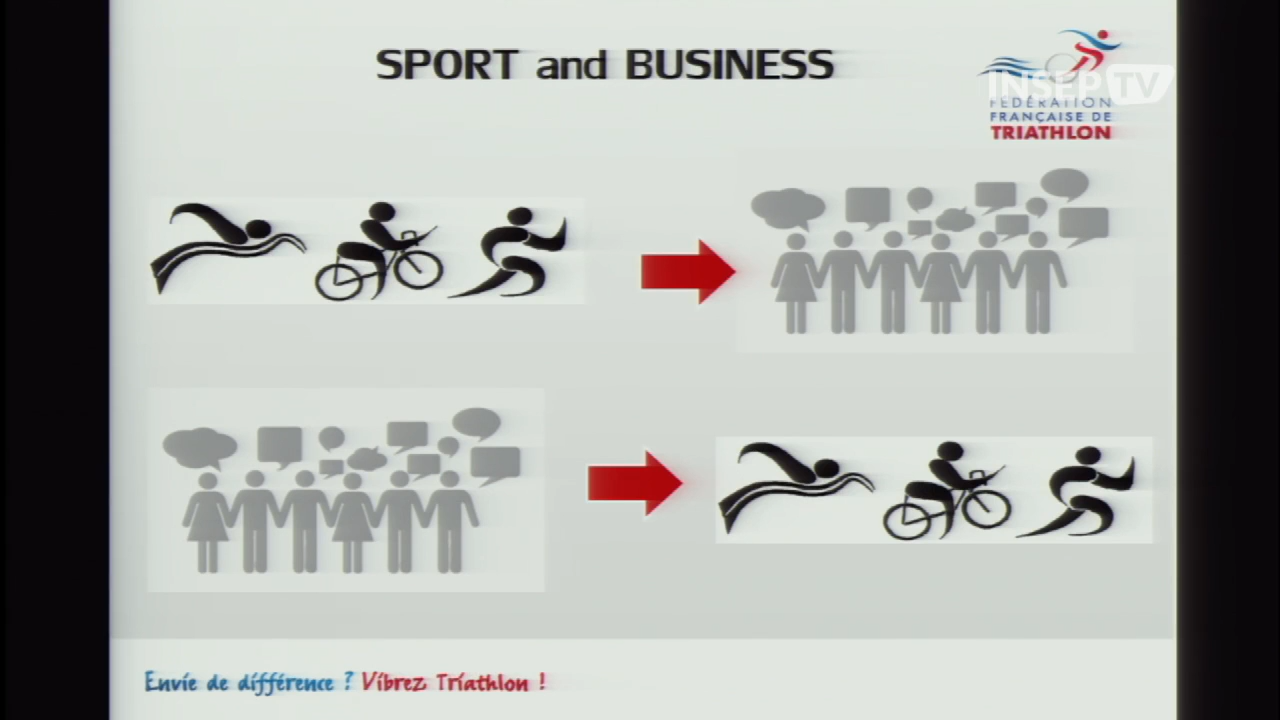 SPORT and BUSINESS
INSEP TV
FÉDÉRATION
FRANÇAISE DE
TRIATHLON
Envie de différence ? Vibrez Triathlon !